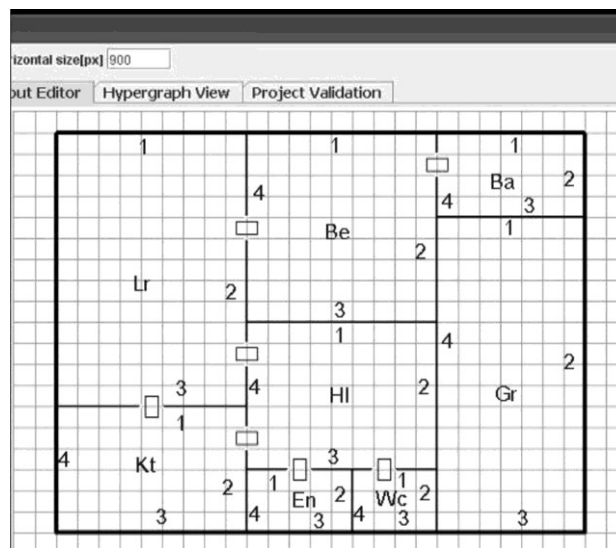 rizontal size[px] 900
out Editor Hypergraph View Project Validation
1 1 1
Ba 2
4 4 3
Be 1
2
Lr 2
3
1
4
2
3 4 HI 2 Gr
1
Kt 3
4 1 1
2 En 2 Wc 2
3 4 3 4 3 3